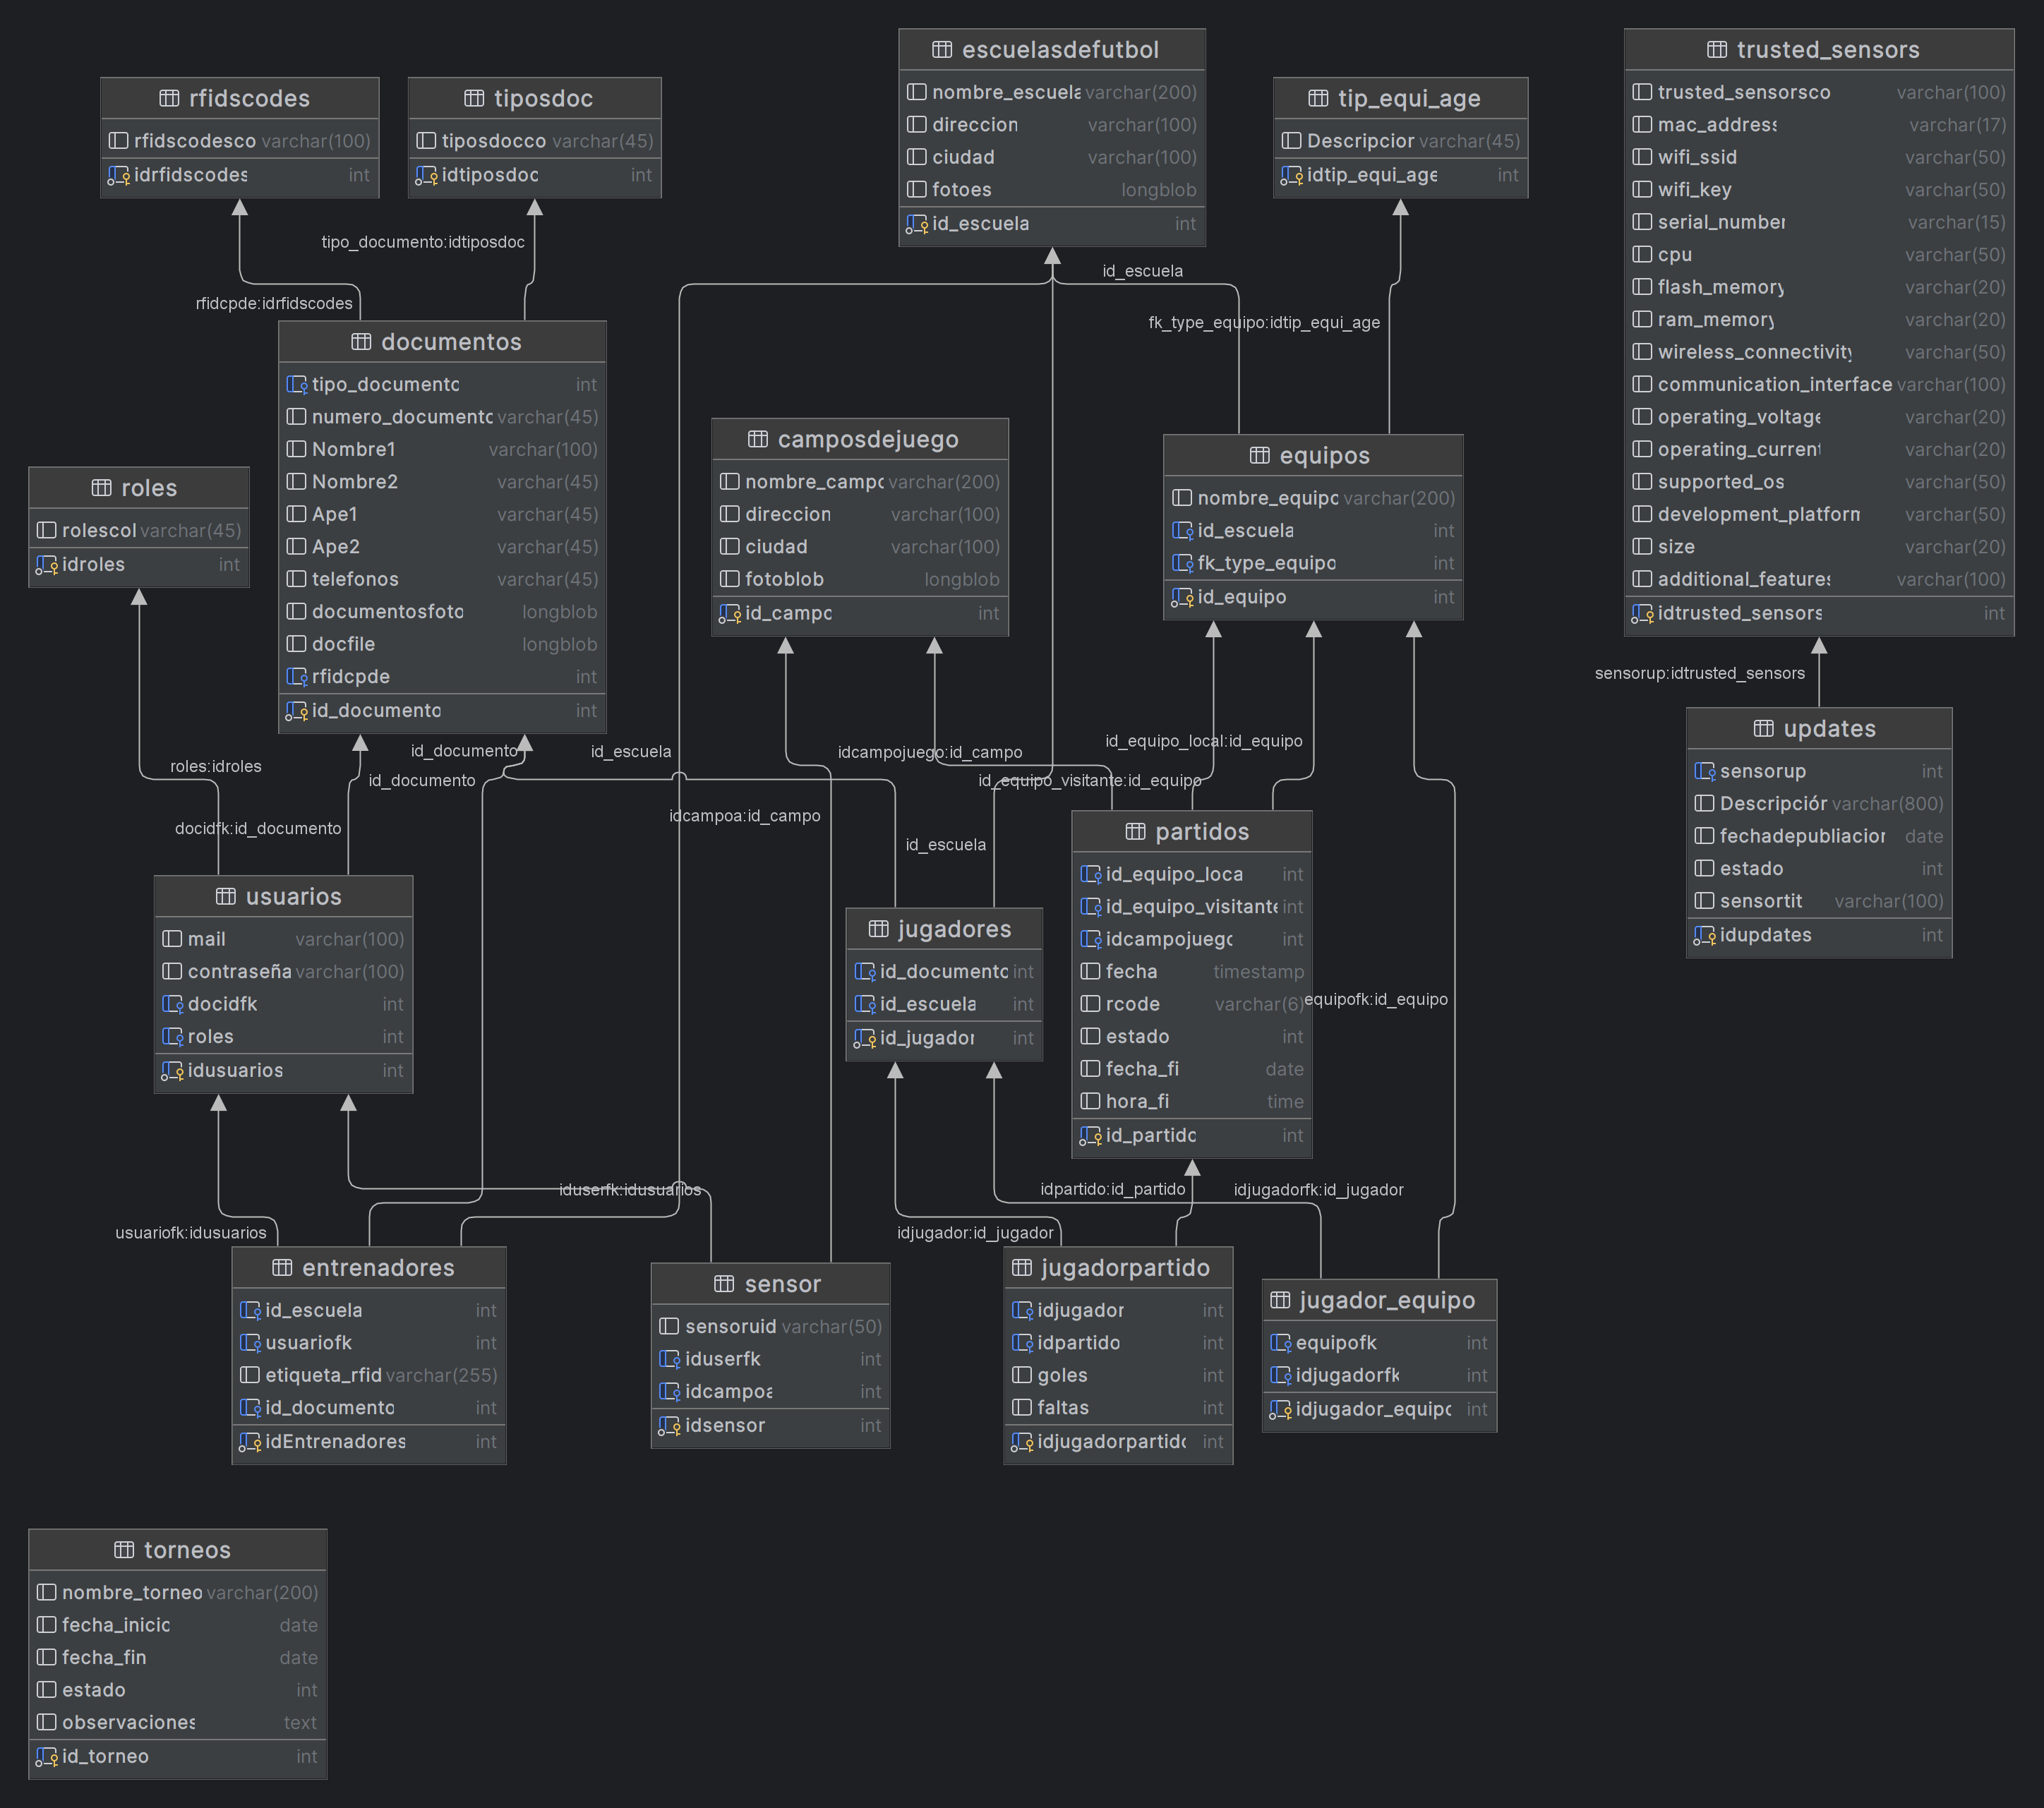 escuelasdefutbol
nombre_escuela varchar(200)
direccion varchar(100)
ciudad varchar(100)
fotoes longblob
id_escuela int
trusted_sensors
trusted_sensorsco varchar(100)
mac_address varchar(17)
wifi_ssid varchar(50)
wifi_key varchar(50)
serial_number varchar(15)
cpu varchar(50)
flash_memory varchar(20)
ram_memory varchar(20)
wireless_connectivity varchar(50)
communication_interface varchar(100)
operating_voltage varchar(20)
operating_current varchar(20)
supported_os varchar(50)
development_platform varchar(50)
size varchar(20)
additional_features varchar(100)
idtrusted_sensors int
rfidscodes
rfidscodesco varchar(100)
idrfidscodes int
tiposdoc
tiposdocco varchar(45)
idtiposdoc int
tip_equi_age
Descripcion varchar(45)
idtip_equi_age int
tipo_documento:idtiposdoc
id_escuela
rfidcpde:idrfidscodes
fk_type_equipo:idtip_equi_age
documentos
tipo_documento int
numero_documento varchar(45)
Nombre1 varchar(100)
Nombre2 varchar(45)
Ape1 varchar(45)
Ape2 varchar(45)
telefonos varchar(45)
documentosfoto longblob
docfile longblob
rfidcpde int
id_documento int
camposdejuego
nombre_campo varchar(200)
direccion varchar(100)
ciudad varchar(100)
fotoblob longblob
id_campo int
equipos
nombre_equipo varchar(200)
id_escuela int
fk_type_equipo int
id_equipo int
roles
rolescol varchar(45)
idroles int
sensorup:idtrusted_sensors
updates
sensorup int
Descripción varchar(800)
fechadepubliacion date
estado int
sensortit varchar(100)
idupdates int
id_documento
id_escuela
idcampojuego:id_campo
id_equipo_local:id_equipo
roles:idroles
id_documento
id_equipo_visitante:id_equipo
docidfk:id_documento
idcampoa:id_campo
id_escuela
usuarios
mail varchar(100)
contraseña varchar(100)
docidfk int
roles int
idusuarios int
jugadores
id_documento int
id_escuela int
id_jugador int
partidos
id_equipo_loca int
id_equipo_visitante int
idcampojuego int
fecha timestamp
rcode varchar(6)
estado int
fecha_fi date
hora_fi time
id_partido int
equipofk:id_equipo
iduserfk:idusuarios
idpartido:id_partido
idjugadorfk:id_jugador
usuariofk:idusuarios
idjugador:id_jugador
entrenadores
id_escuela int
usuariofk int
etiqueta_rfid varchar(255)
id_documento int
idEntrenadores int
sensor
sensoruid varchar(50)
iduserfk int
idcampoa int
idsensor int
jugadorpartido
idjugador int
idpartido int
goles int
faltas int
idjugadorpartido int
jugador_equipo
equipofk int
idjugadorfk int
idjugador_equipo int
torneos
nombre_torneo varchar(200)
fecha_inicio date
fecha_fin date
estado int
observaciones text
id_torneo int